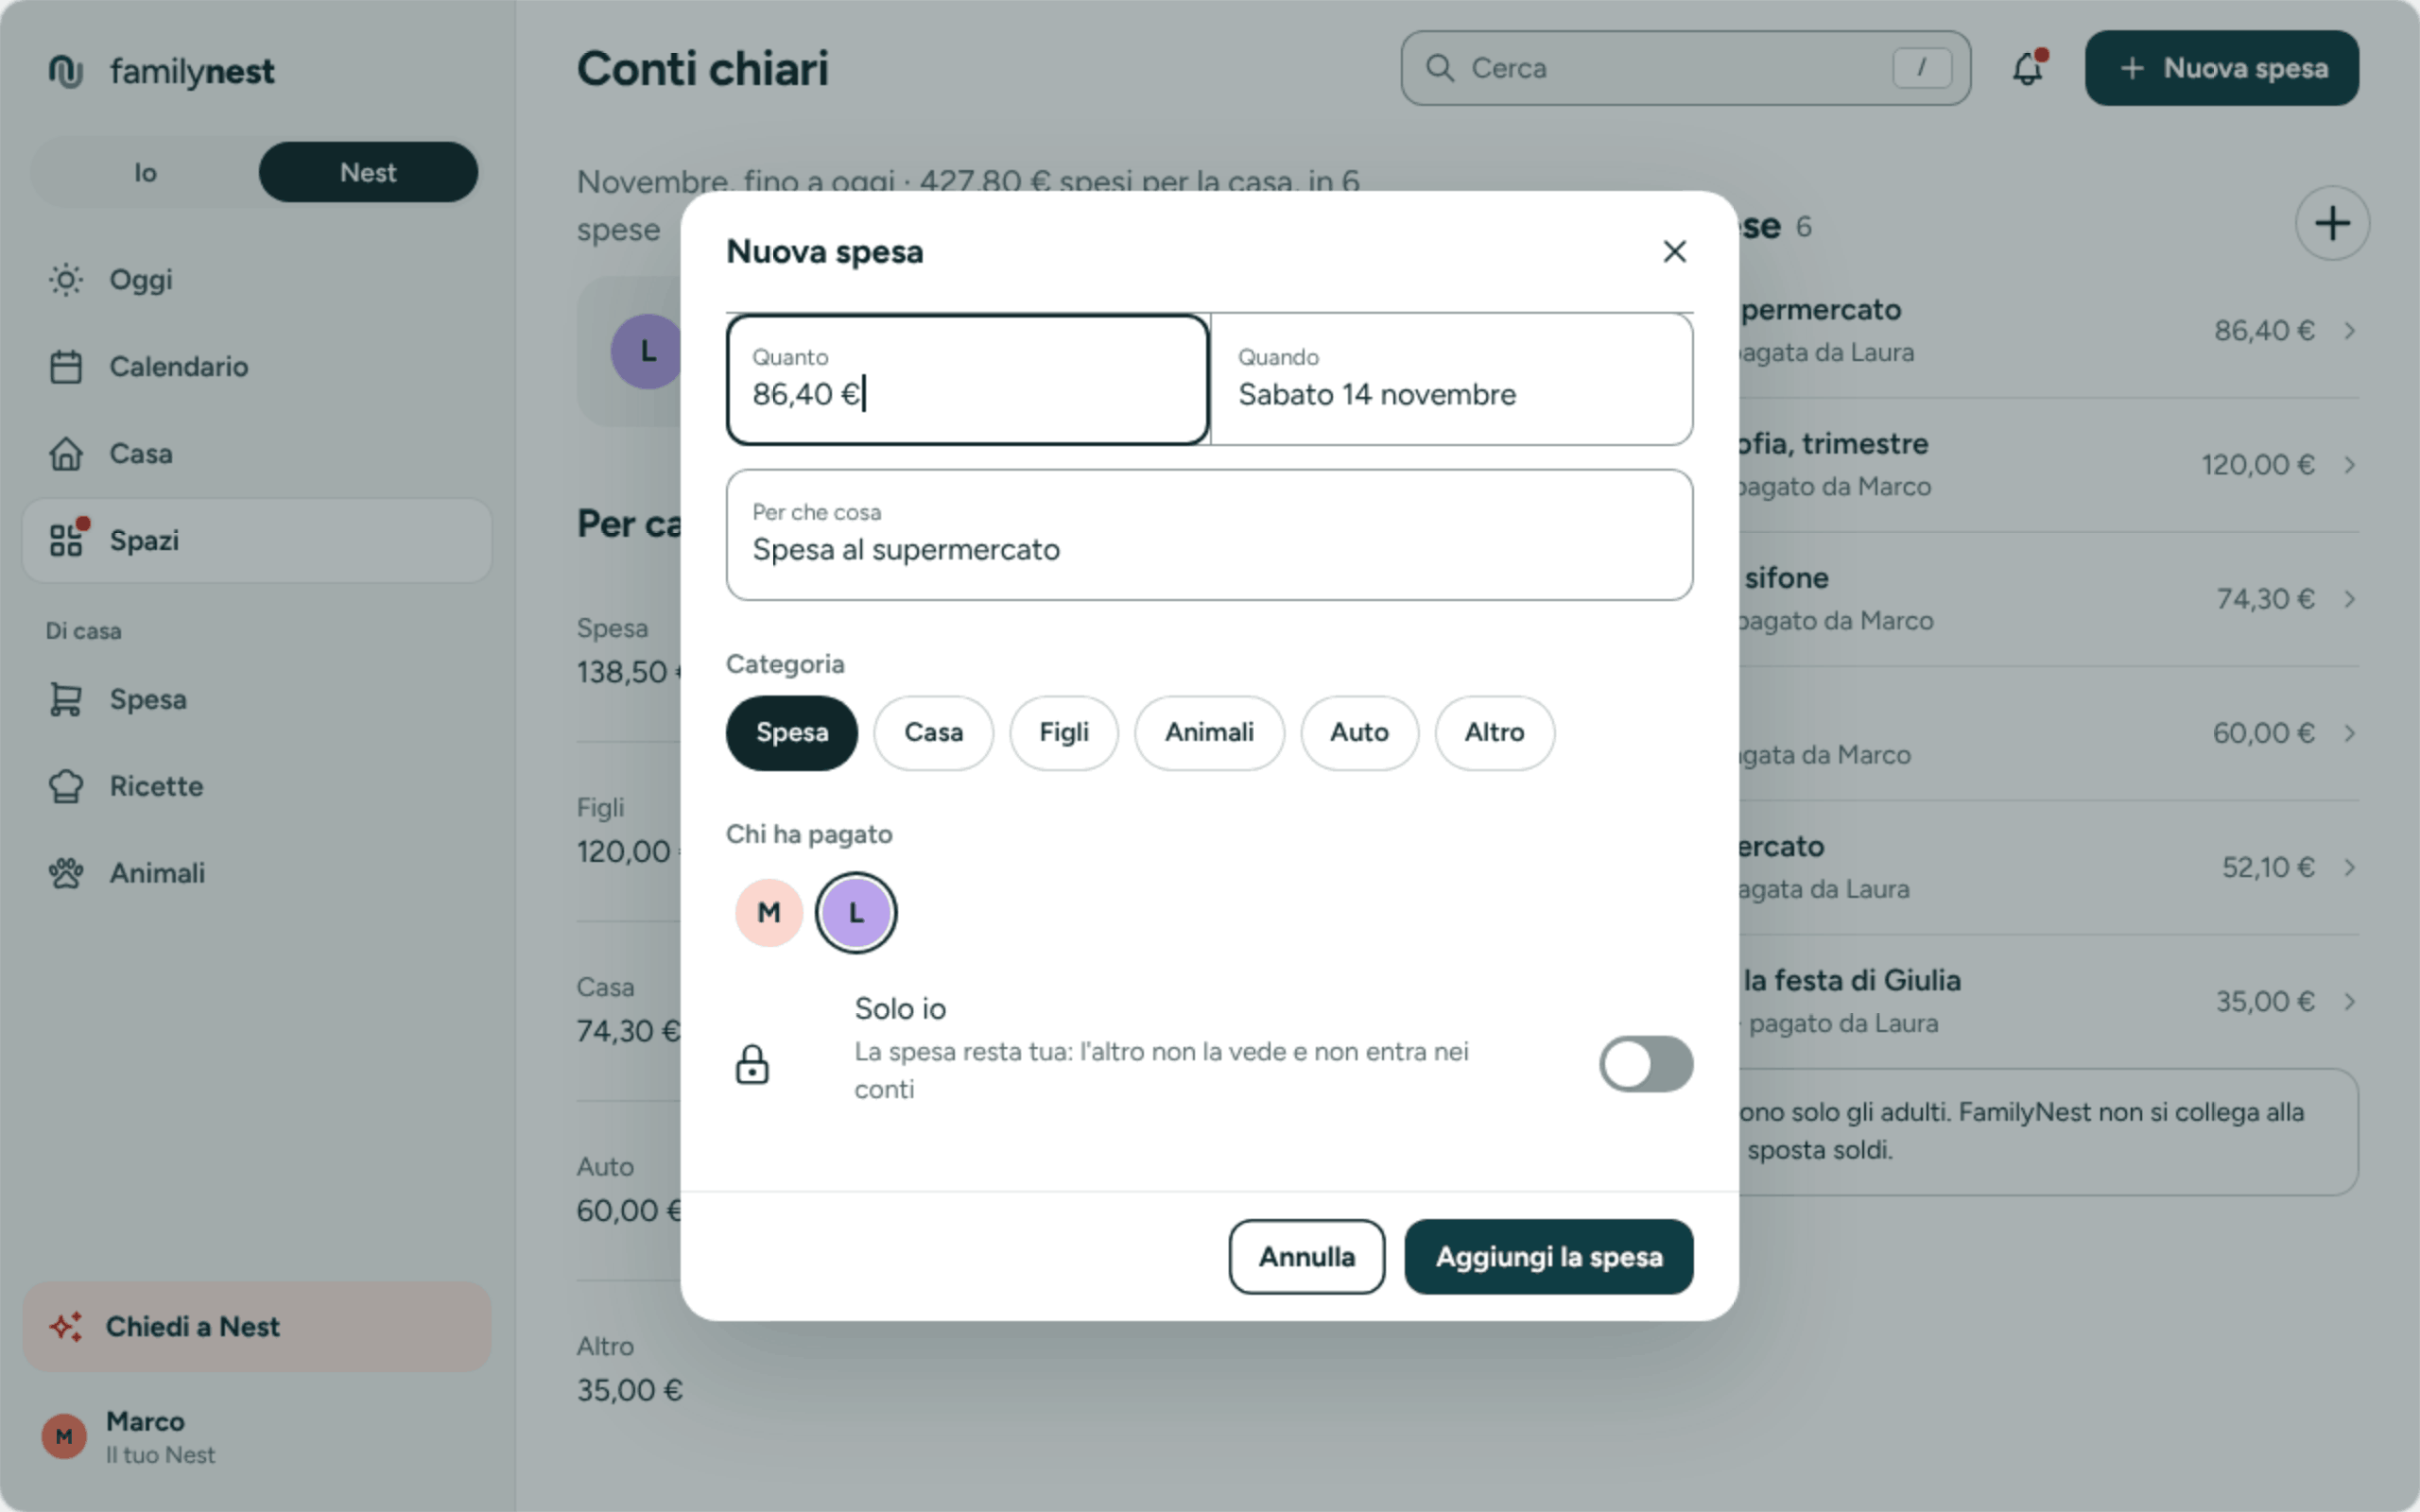 familynest
Io
Nest
Oggi
Calendario
Casa
Spazi
Di casa
Spesa
Ricette
Animali
Chiedi a Nest
M
Marco
Il tuo Nest
Conti chiari
Cerca
/
+ Nuova spesa
Novembre, fino a oggi · 427,80 € spesi per la casa, in 6
spese
L
Per ca
Spesa
138,50
Figli
120,00
Casa
74,30 €
Auto
60,00 €
Altro
35,00 €
Nuova spesa
Quanto
86,40 €
Quando
Sabato 14 novembre
Per che cosa
Spesa al supermercato
Categoria
Spesa
Casa
Figli
Animali
Auto
Altro
Chi ha pagato
M
L
Solo io
La spesa resta tua: l'altro non la vede e non entra nei
conti
Annulla
Aggiungi la spesa
se 6
permercato
agata da Laura
86,40 €
ofia, trimestre
pagato da Marco
120,00 €
sifone
pagato da Marco
74,30 €
gata da Marco
60,00 €
ercato
agata da Laura
52,10 €
la festa di Giulia
pagato da Laura
35,00 €
ono solo gli adulti. FamilyNest non si collega alla
sposta soldi.